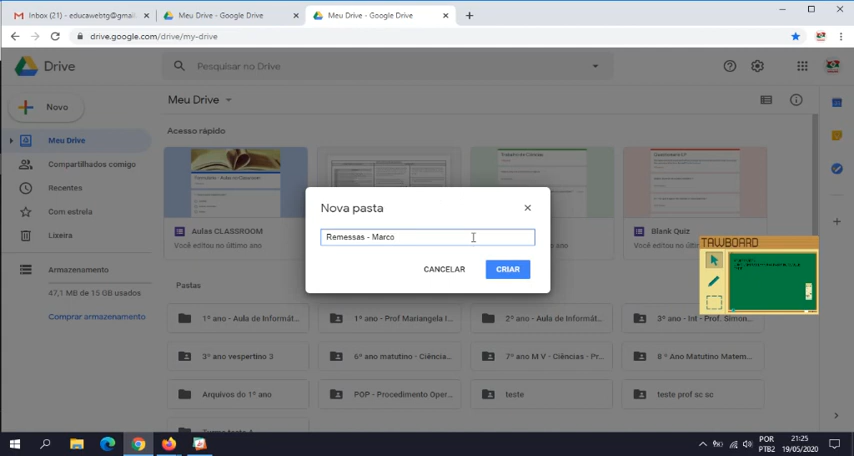 Inbox (21) - educawebtg@gmai
Meu Drive - Google Drive
Meu Drive - Google Drive
drive.google.com/drive/my-drive
Drive
Pesquisar no Drive
Novo
Meu Drive
Meu Drive
Acesso rápido
Compartilhados comigo
Recentes
Com estrela
Lixeira
Armazenamento
47,1 MB de 15 GB usados
Comprar armazenamento
Aulas CLASSROOM
Você editou no último ano
Blank Quiz
Você editou no último ano
Nova pasta
Remessas - Marco
CANCELAR
CRIAR
TAWBOARD
Pastas
1º ano - Aula de Informát...
1º ano - Prof Mariangela I...
2º ano - Aula de Informát...
3º ano - Int - Prof. Simon...
3º ano vespertino 3
6º ano matutino - Ciência...
7º ano M V - Ciências - Pr...
8 º Ano Matutino Matem...
Arquivos do 1º ano
POP - Procedimento Oper...
teste
teste prof sc sc
POR
PTB2
21:25
19/05/2020